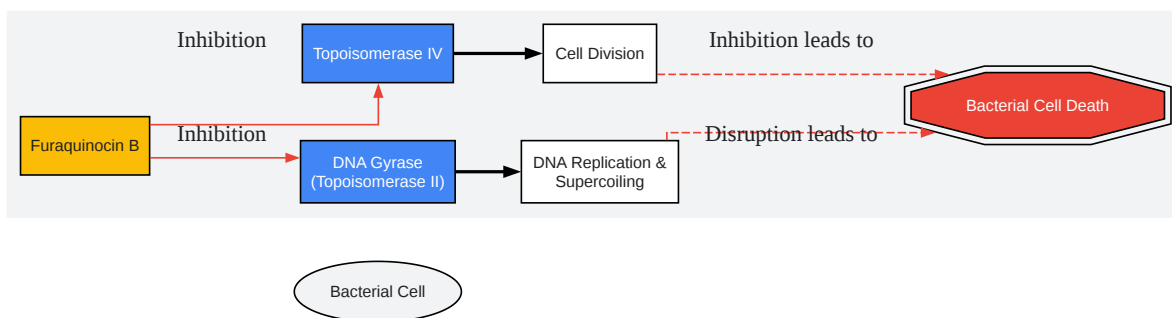 Inhibition
Topoisomerase IV
Cell Division
Inhibition leads to
Bacterial Cell Death
Furaquinocin B
Inhibition
DNA Gyrase
(Topoisomerase II)
DNA Replication &
Supercoiling
Disruption leads to
Bacterial Cell